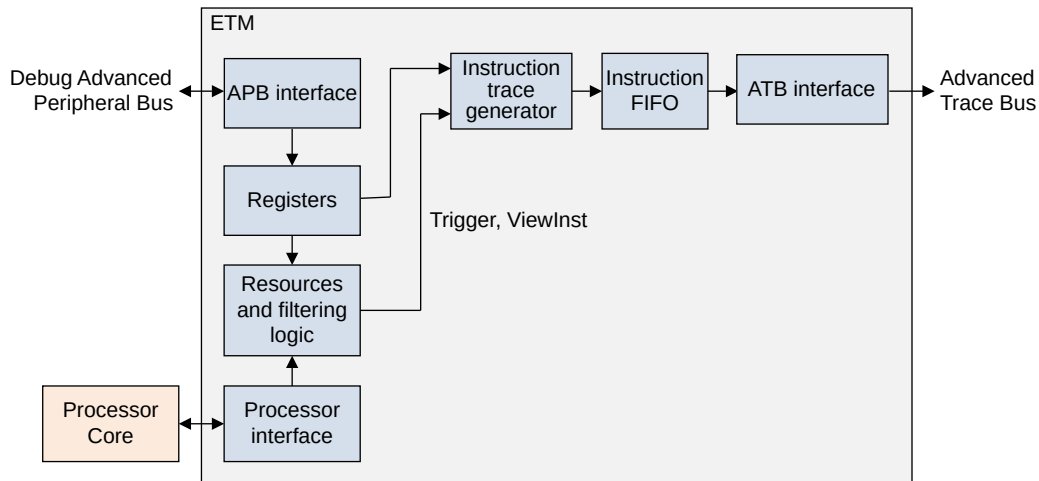 ETM
Debug Advanced
Peripheral Bus
APB interface
Instruction
trace
generator
Instruction
FIFO
ATB interface
Advanced
Trace Bus
Registers
Trigger, ViewInst
Resources
and filtering
logic
Processor
Core
Processor
interface